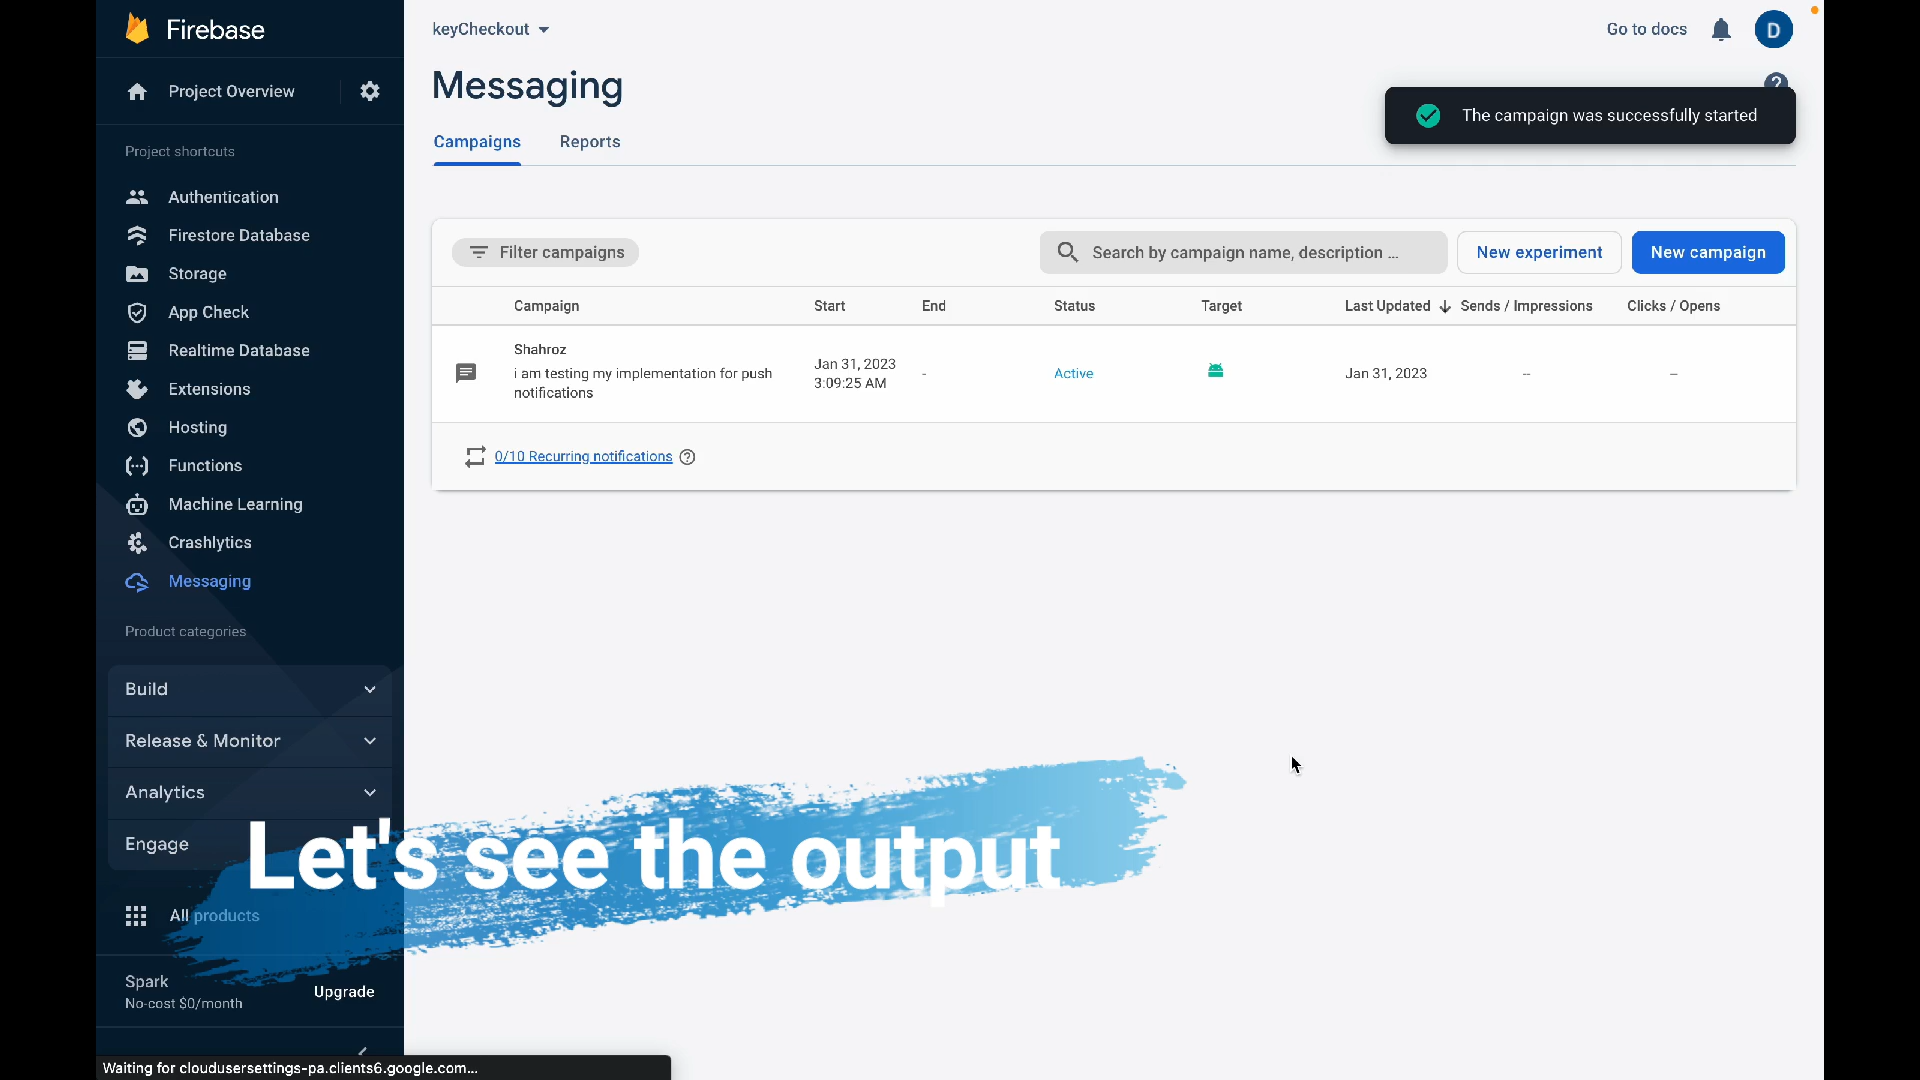 Firebase
keyCheckout
Go to docs
D
Project Overview
Messaging
?
The campaign was successfully started
Campaigns
Reports
Project shortcuts
Authentication
Firestore Database
Storage
App Check
Realtime Database
Extensions
Hosting
Functions
Machine Learning
Crashlytics
Messaging
Filter campaigns
Search by campaign name, description ...
New experiment
New campaign
Campaign Start End Status Target Last Updated Sends / Impressions Clicks / Opens
Shahroz
i am testing my implementation for push
notifications
Jan 31, 2023
3:09:25 AM
-
Active
Jan 31, 2023
--
--
0/10 Recurring notifications ?
Product categories
Build
Release & Monitor
Analytics
Engage
Let's see the output
All products
Spark
No-cost $0/month
Upgrade
Waiting for cloudusersettings-pa.clients6.google.com...